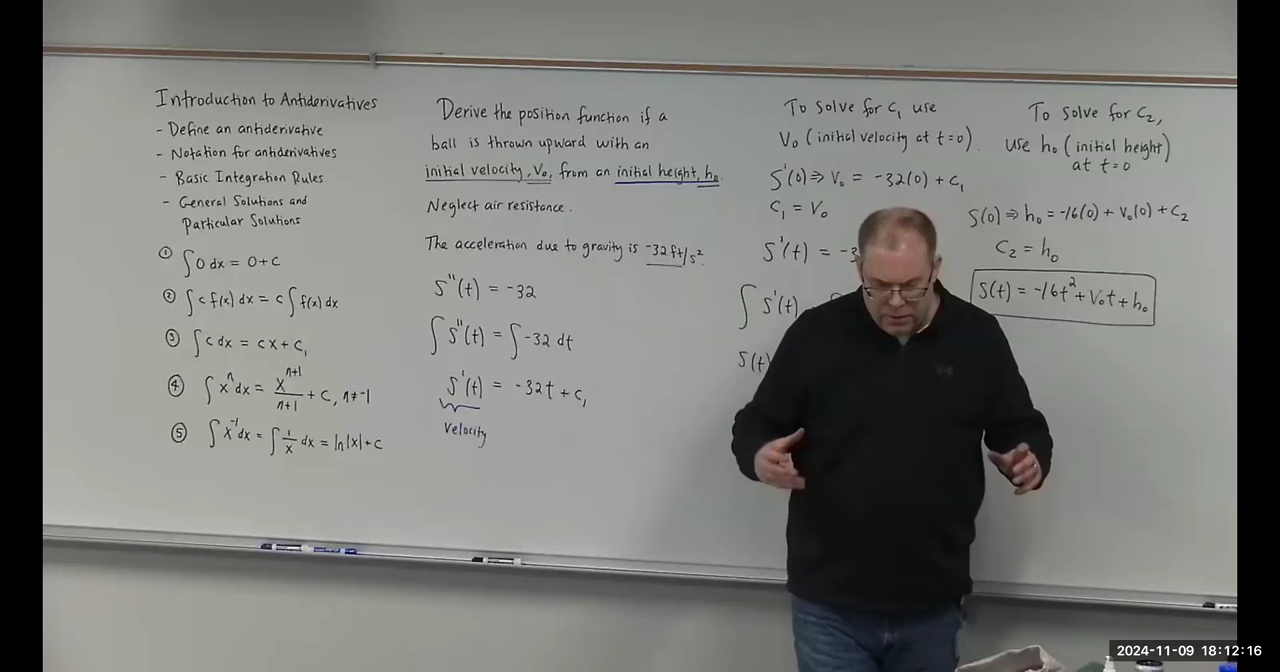 Introduction to Antiderivatives
- Define an antiderivative
- Notation for antiderivatives
- Basic Integration Rules
- General Solutions and
Particular Solutions
① ∫0 dx = 0+C
② ∫c f(x) dx = c∫f(x) dx
③ ∫c dx = cx + C₁
④ ∫xⁿ dx = xⁿ⁺¹/n+1 + C, n≠-1
⑤ ∫x⁻¹ dx = ∫1/x dx = ln|x| + C
Derive the position function if a
ball is thrown upward with an
initial velocity, V₀, from an initial height, h₀.
Neglect air resistance.
The acceleration due to gravity is -32 ft/s².
S''(t) = -32
∫S''(t) = ∫-32 dt
S'(t) = -32t + C₁
Velocity
To solve for C₁ use
V₀ (initial velocity at t=0).
S'(0) ⇒ V₀ = -32(0) + C₁
C₁ = V₀
S'(t) = -3
∫S'(t)
S(t)
To solve for C₂,
use h₀ (initial height)
at t=0
S(0) ⇒ h₀ = -16(0) + V₀(0) + C₂
C₂ = h₀
S(t) = -16t² + V₀t + h₀
2024-11-09 18:12:16